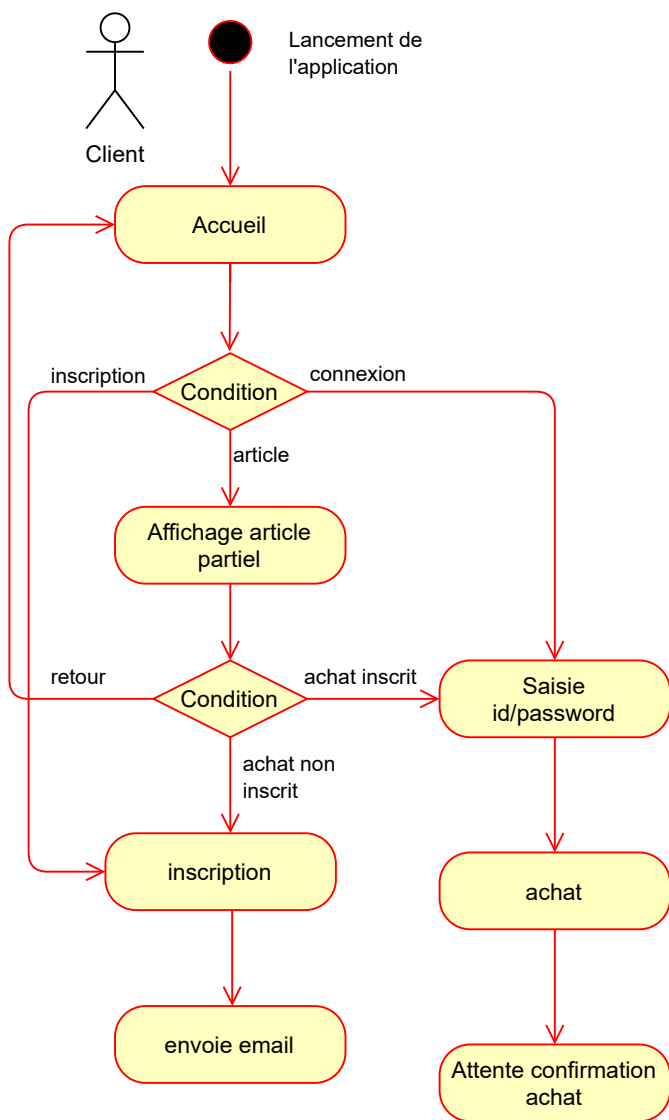 Lancement de
l'application
Client
Accueil
inscription
connexion
Condition
article
Affichage article
partiel
retour
Condition
achat inscrit
Saisie
id/password
achat non
inscrit
inscription
achat
envoie email
Attente confirmation
achat